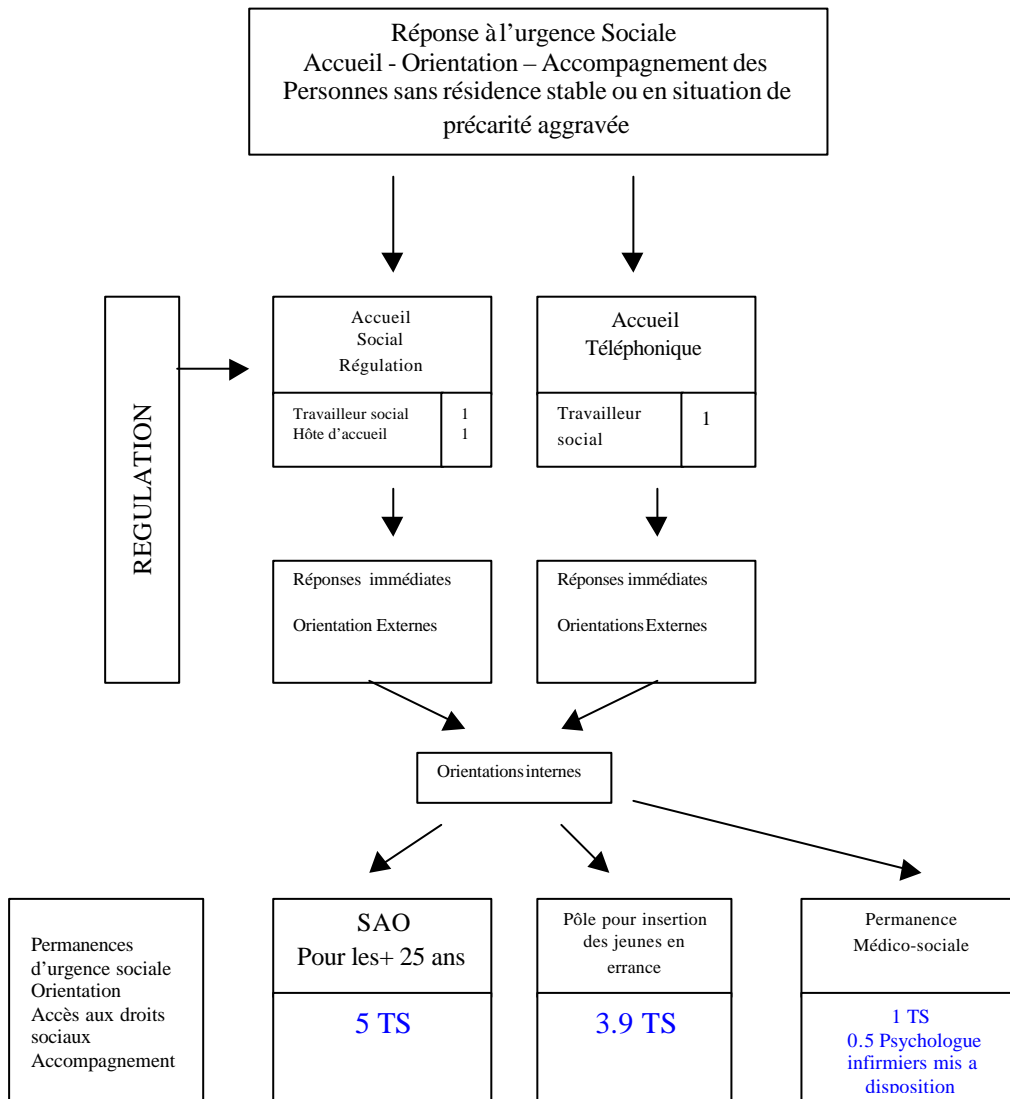 Réponse à l'urgence Sociale
Accueil - Orientation – Accompagnement des
Personnes sans résidence stable ou en situation de
précarité aggravée
REGULATION
Accueil
Social
Régulation
Travailleur social 1
Hôte d'accueil 1
Accueil
Téléphonique
Travailleur
social 1
Réponses immédiates
Orientation Externes
Réponses immédiates
Orientations Externes
Orientations internes
Permanences
d'urgence sociale
Orientation
Accès aux droits
sociaux
Accompagnement
SAO
Pour les+ 25 ans
5 TS
Pôle pour insertion
des jeunes en
errance
3.9 TS
Permanence
Médico-sociale
1 TS
0.5 Psychologue
infirmiers mis a
disposition